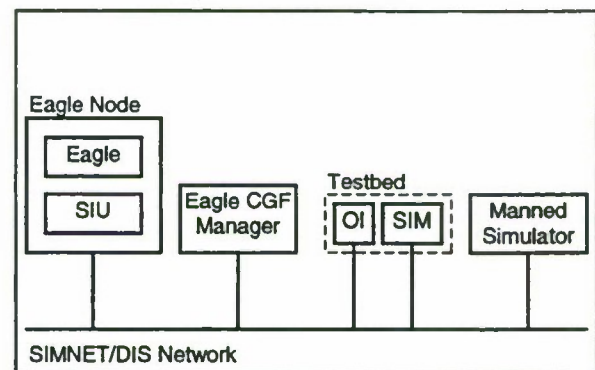 Eagle Node
Eagle
SIU
Eagle CGF
Manager
Testbed
OI
SIM
Manned
Simulator
SIMNET/DIS Network